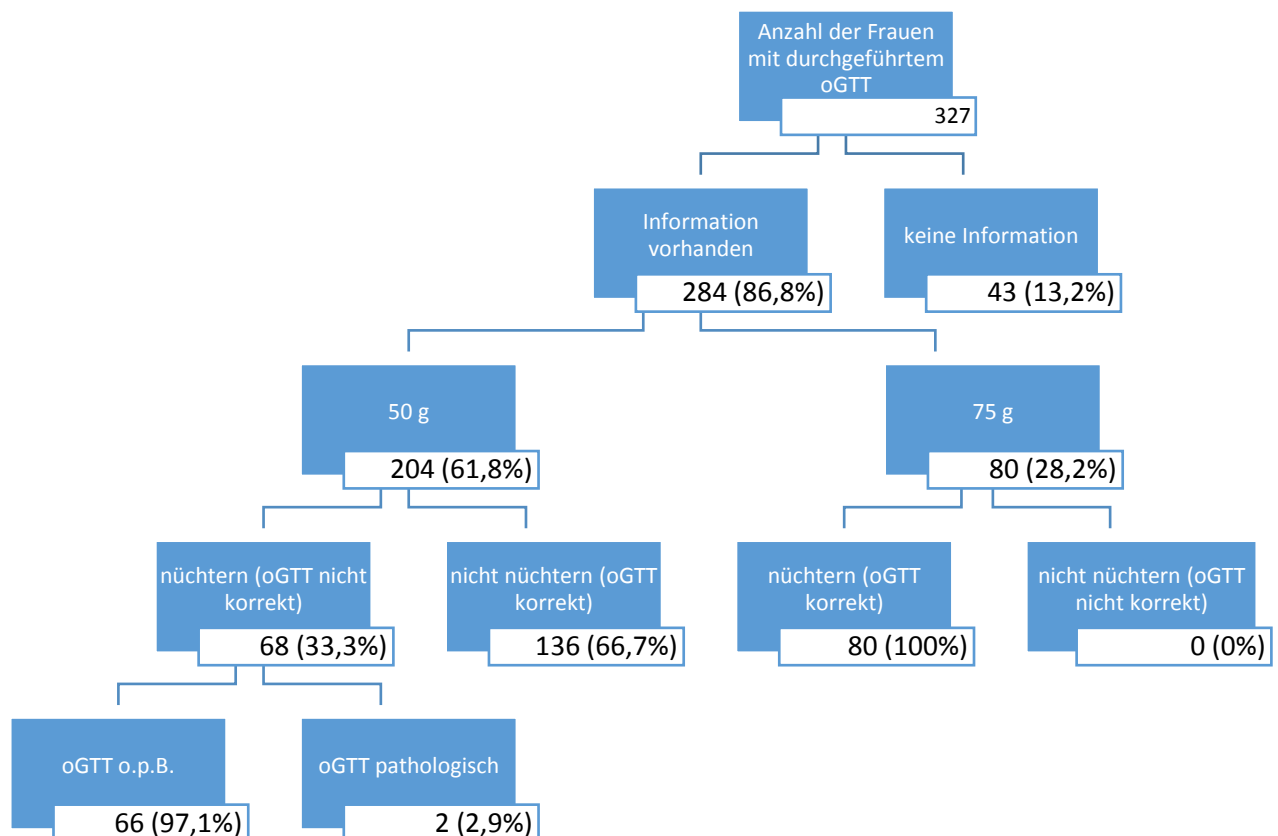 Anzahl der Frauen
mit durchgeführtem
oGTT
327
Information
vorhanden
284 (86,8%)
keine Information
43 (13,2%)
50 g
204 (61,8%)
75 g
80 (28,2%)
nüchtern (oGTT nicht
korrekt)
68 (33,3%)
nicht nüchtern (oGTT
korrekt)
136 (66,7%)
nüchtern (oGTT
korrekt)
80 (100%)
nicht nüchtern (oGTT
nicht korrekt)
0 (0%)
oGTT o.p.B.
66 (97,1%)
oGTT pathologisch
2 (2,9%)